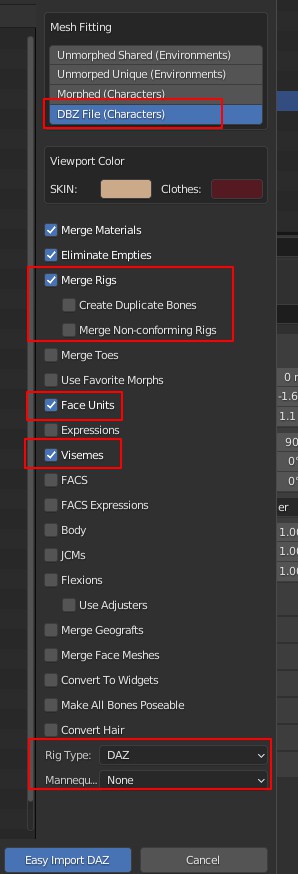 Mesh Fitting
Unmorphed Shared (Environments)
Unmorped Unique (Environments)
Morphed (Characters)
DBZ File (Characters)
Viewport Color
SKIN: Clothes:
Merge Materials
Eliminate Empties
Merge Rigs
Create Duplicate Bones
Merge Non-conforming Rigs
Merge Toes
Use Favorite Morphs
0 r
-1.6
Face Units
1.1
Expressions
90
Visemes
0°
FACS
0°
FACS Expressions
er
Body
1.00
JCMs
1.00
Flexions
1.00
Use Adjusters
Merge Geografts
Merge Face Meshes
Convert To Widgets
Make All Bones Poseable
Convert Hair
Rig Type: DAZ
Mannequ... None
Easy Import DAZ Cancel